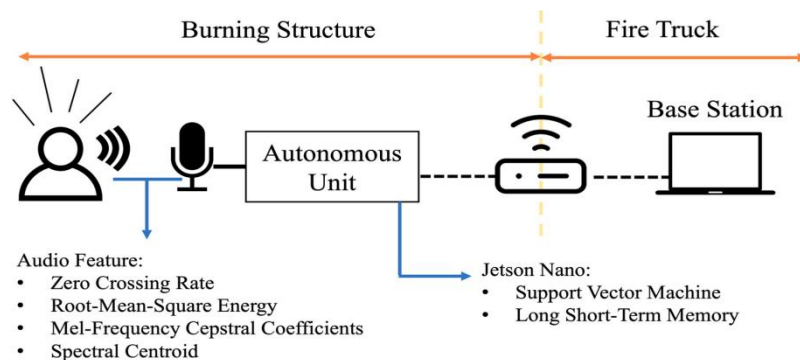 Burning Structure
Fire Truck
Base Station
Autonomous
Unit
Audio Feature:
• Zero Crossing Rate
• Root-Mean-Square Energy
• Mel-Frequency Cepstral Coefficients
• Spectral Centroid
Jetson Nano:
• Support Vector Machine
• Long Short-Term Memory